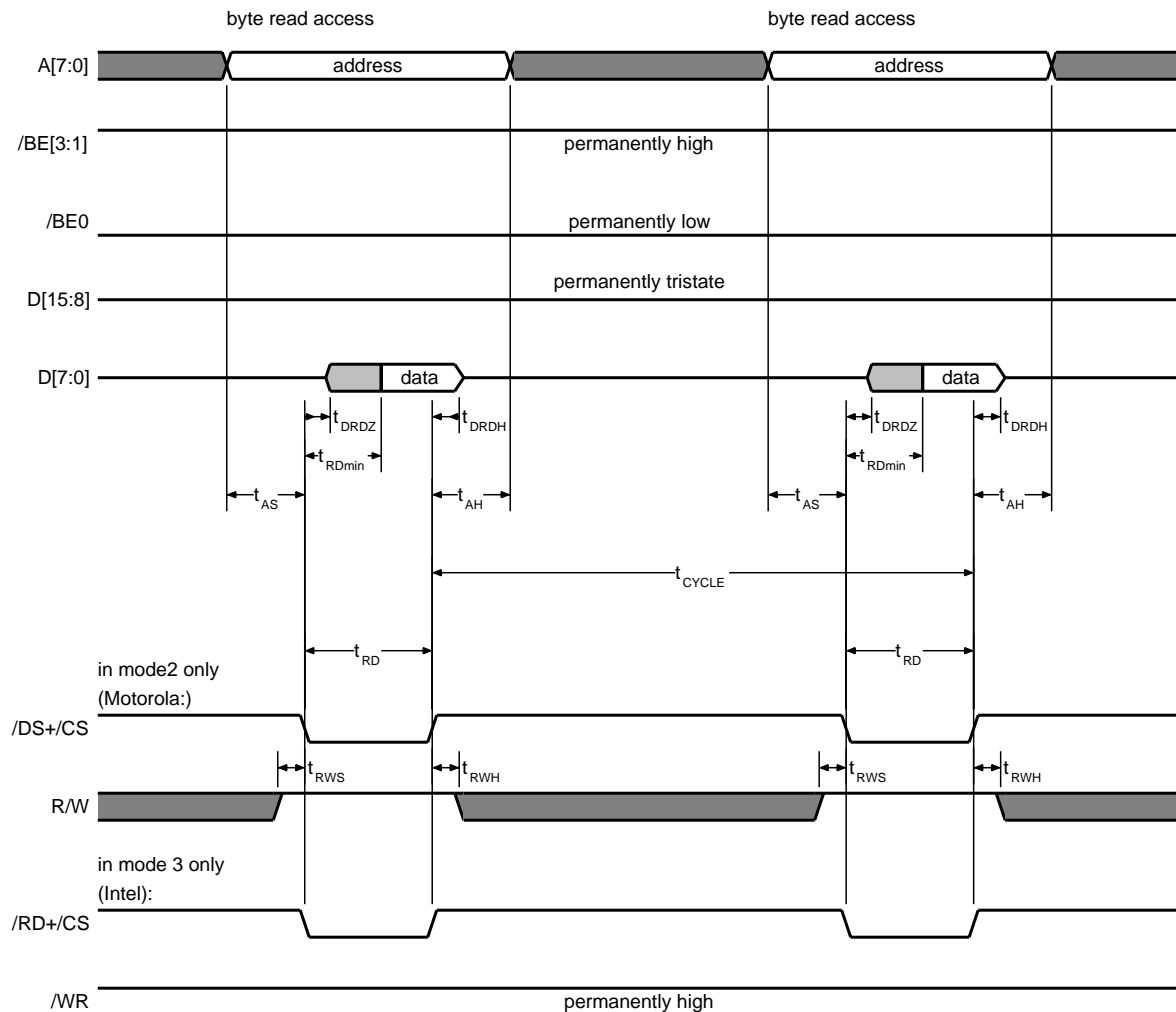 byte read access byte read access
A[7:0] address address
/BE[3:1] permanently high
/BE0 permanently low
D[15:8] permanently tristate
D[7:0] data data
tDRDZ tDRDH tDRDZ tDRDH
tRDmin tRDmin
tAS tAH tAS tAH
tCYCLE
tRD tRD
in mode2 only
(Motorola:)
/DS+/CS
tRWS tRWH tRWS tRWH
R/W
in mode 3 only
(Intel):
/RD+/CS
/WR permanently high